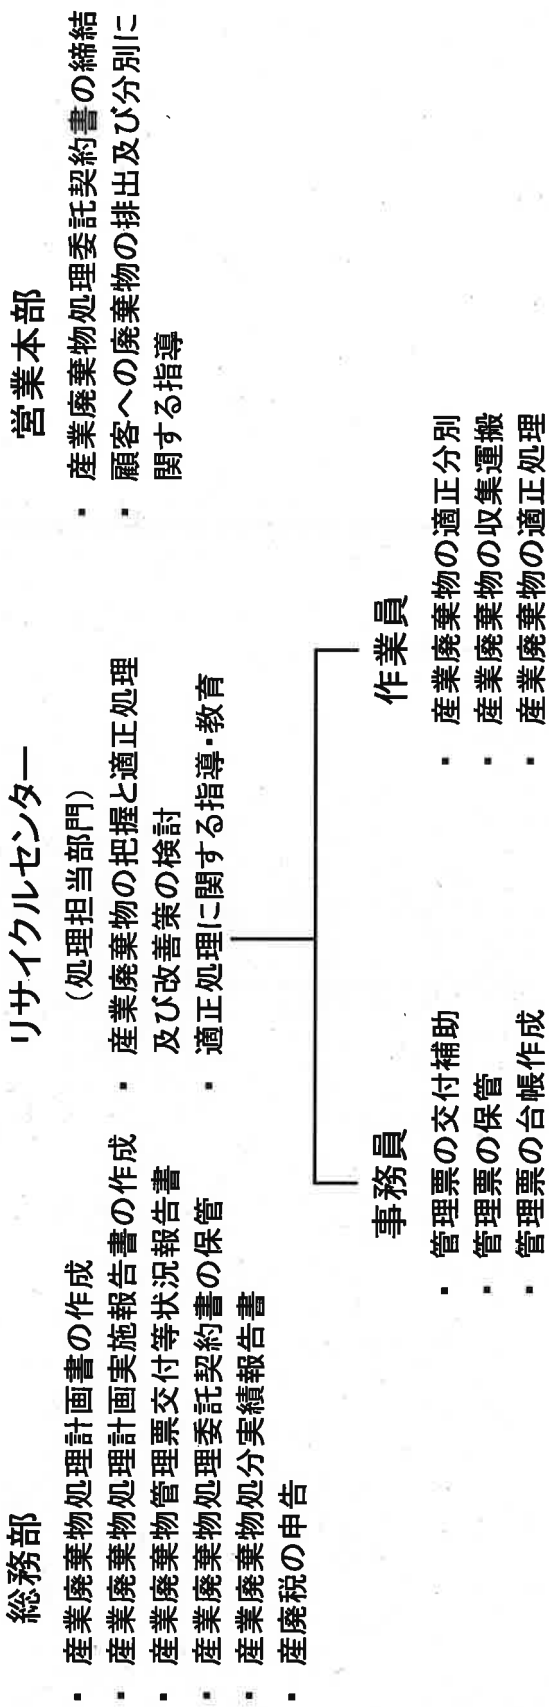 総務部
・ 産業廃棄物処理計画書の作成
・ 産業廃棄物処理計画実施報告書の作成
・ 産業廃棄物管理票交付等状況報告書
・ 産業廃棄物処理委託契約書の保管
・ 産業廃棄物処分実績報告書
・ 産廃税の申告
リサイクルセンター
（処理担当部門）
・ 産業廃棄物の把握と適正処理
及び改善策の検討
・ 適正処理に関する指導・教育
営業本部
・ 産業廃棄物処理委託契約書の締結
・ 顧客への廃棄物の排出及び分別に
関する指導
事務員
・ 管理票の交付補助
・ 管理票の保管
・ 管理票の台帳作成
作業員
・ 産業廃棄物の適正分別
・ 産業廃棄物の収集運搬
・ 産業廃棄物の適正処理